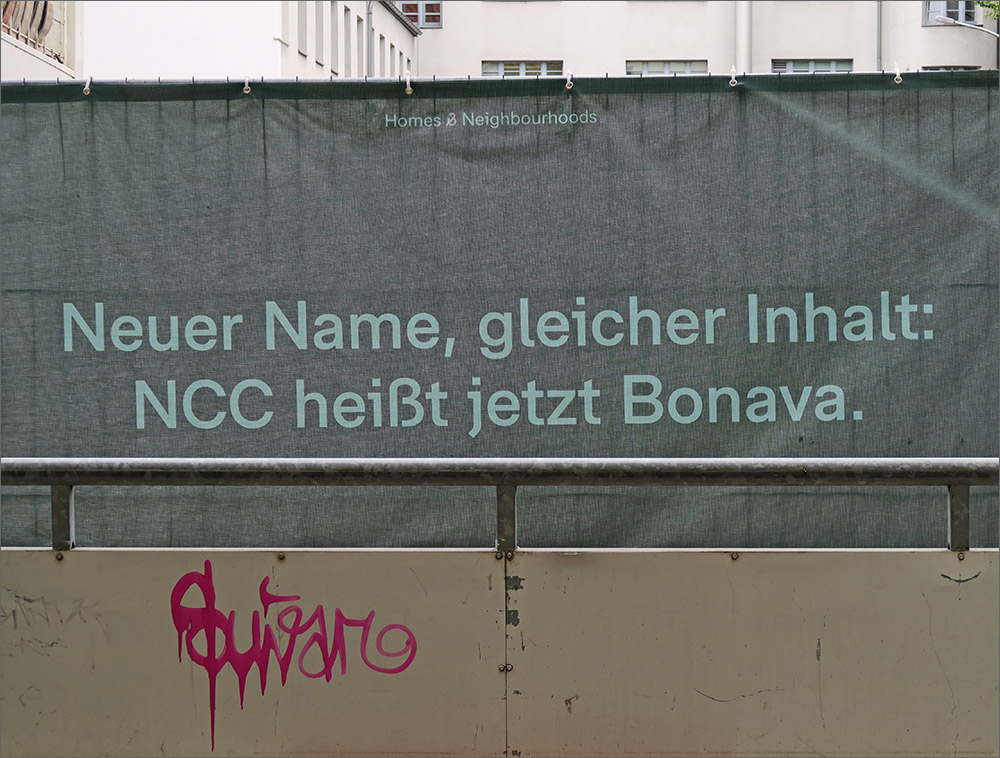 Homes & Neighbourhoods
Neuer Name, gleicher Inhalt:
NCC heißt jetzt Bonava.